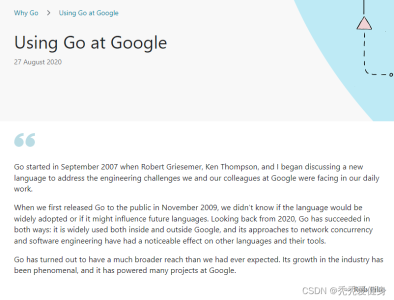 Why Go > Using Go at Google
Using Go at Google
27 August 2020
Go started in September 2007 when Robert Griesemer, Ken Thompson, and I began discussing a new
language to address the engineering challenges we and our colleagues at Google were facing in our daily
work.
When we first released Go to the public in November 2009, we didn't know if the language would be
widely adopted or if it might influence future languages. Looking back from 2020, Go has succeeded in
both ways: it is widely used both inside and outside Google, and its approaches to network concurrency
and software engineering have had a noticeable effect on other languages and their tools.
Go has turned out to have a much broader reach than we had ever expected. Its growth in the industry has
been phenomenal, and it has powered many projects at Google.
CSDN @秃秃爱健身